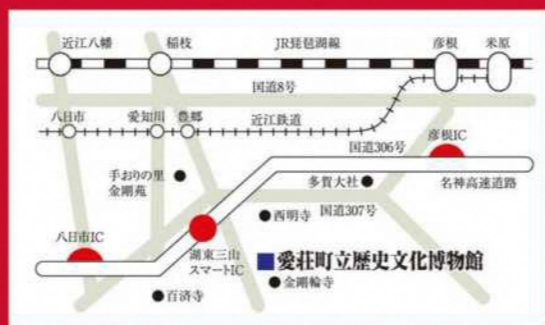 近江八幡
稲枝
JR琵琶湖線
彦根
米原
国道8号
八日市
愛知川
豊郷
近江鉄道
彦根IC
国道306号
手おりの里
金剛苑
多賀大社
名神高速道路
西明寺
国道307号
八日市IC
湖東三山
スマートIC
愛荘町立歴史文化博物館
百済寺
金剛輪寺